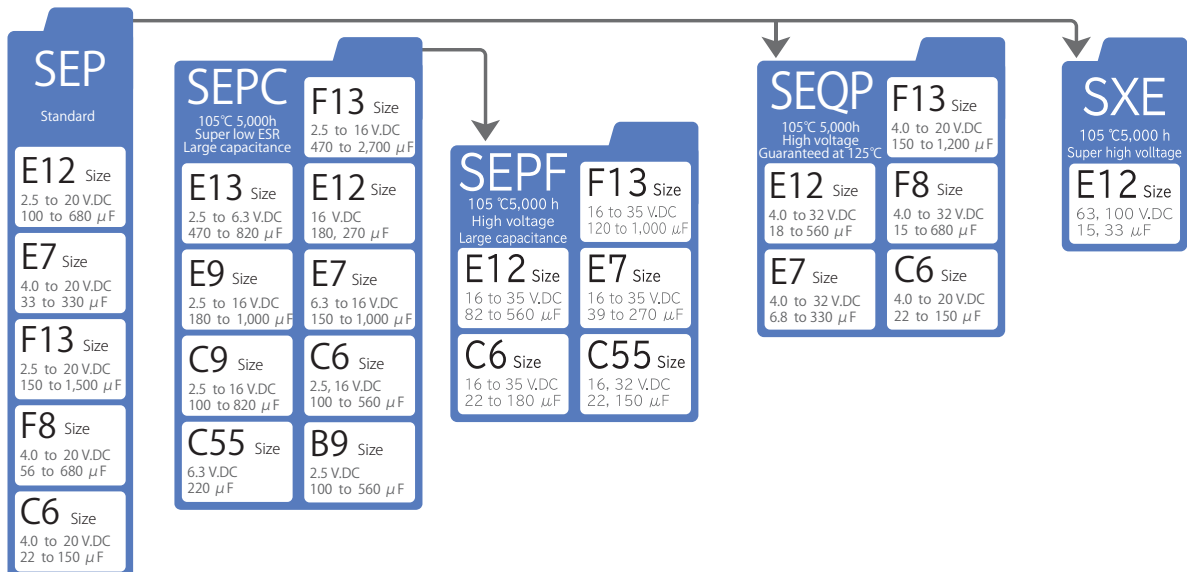 SEP
Standard
E12 Size
2.5 to 20 V.DC
100 to 680 μF
E7 Size
4.0 to 20 V.DC
33 to 330 μF
F13 Size
2.5 to 20 V.DC
150 to 1,500 μF
F8 Size
4.0 to 20 V.DC
56 to 680 μF
C6 Size
4.0 to 20 V.DC
22 to 150 μF
SEPC
105℃ 5,000h
Super low ESR
Large capacitance
F13 Size
2.5 to 16 V.DC
470 to 2,700 μF
E13 Size
2.5 to 6.3 V.DC
470 to 820 μF
E12 Size
16 V.DC
180, 270 μF
E9 Size
2.5 to 16 V.DC
180 to 1,000 μF
E7 Size
6.3 to 16 V.DC
150 to 1,000 μF
C9 Size
2.5 to 16 V.DC
100 to 820 μF
C6 Size
2.5, 16 V.DC
100 to 560 μF
C55 Size
6.3 V.DC
220 μF
B9 Size
2.5 V.DC
100 to 560 μF
SEPF
105 ℃5,000 h
High voltage
Large capacitance
F13 Size
16 to 35 V.DC
120 to 1,000 μF
E12 Size
16 to 35 V.DC
82 to 560 μF
E7 Size
16 to 35 V.DC
39 to 270 μF
C6 Size
16 to 35 V.DC
22 to 180 μF
C55 Size
16, 32 V.DC
22, 150 μF
SEQP
105℃ 5,000h
High voltage
Guaranteed at 125℃
F13 Size
4.0 to 20 V.DC
150 to 1,200 μF
E12 Size
4.0 to 32 V.DC
18 to 560 μF
F8 Size
4.0 to 32 V.DC
15 to 680 μF
E7 Size
4.0 to 32 V.DC
6.8 to 330 μF
C6 Size
4.0 to 20 V.DC
22 to 150 μF
SXE
105 ℃5,000 h
Super high volltage
E12 Size
63, 100 V.DC
15, 33 μF